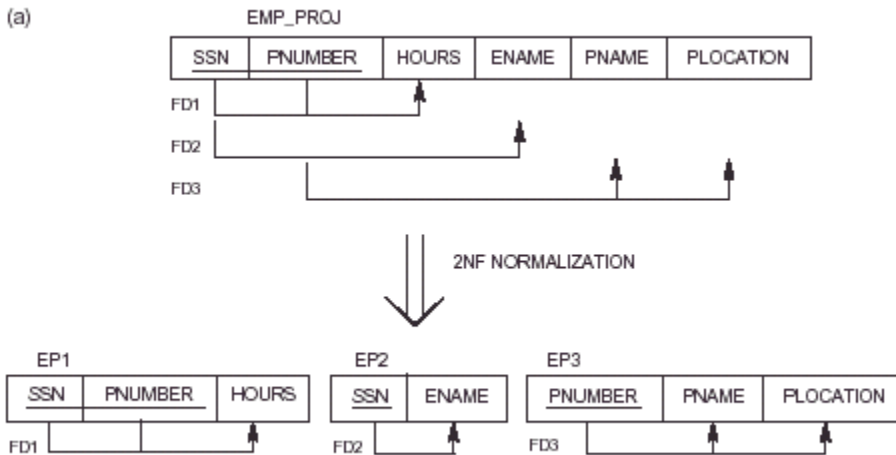 (a)
EMP_PROJ
SSN PNUMBER HOURS ENAME PNAME PLOCATION
FD1
FD2
FD3
2NF NORMALIZATION
EP1 EP2 EP3
SSN PNUMBER HOURS SSN ENAME PNUMBER PNAME PLOCATION
FD1 FD2 FD3